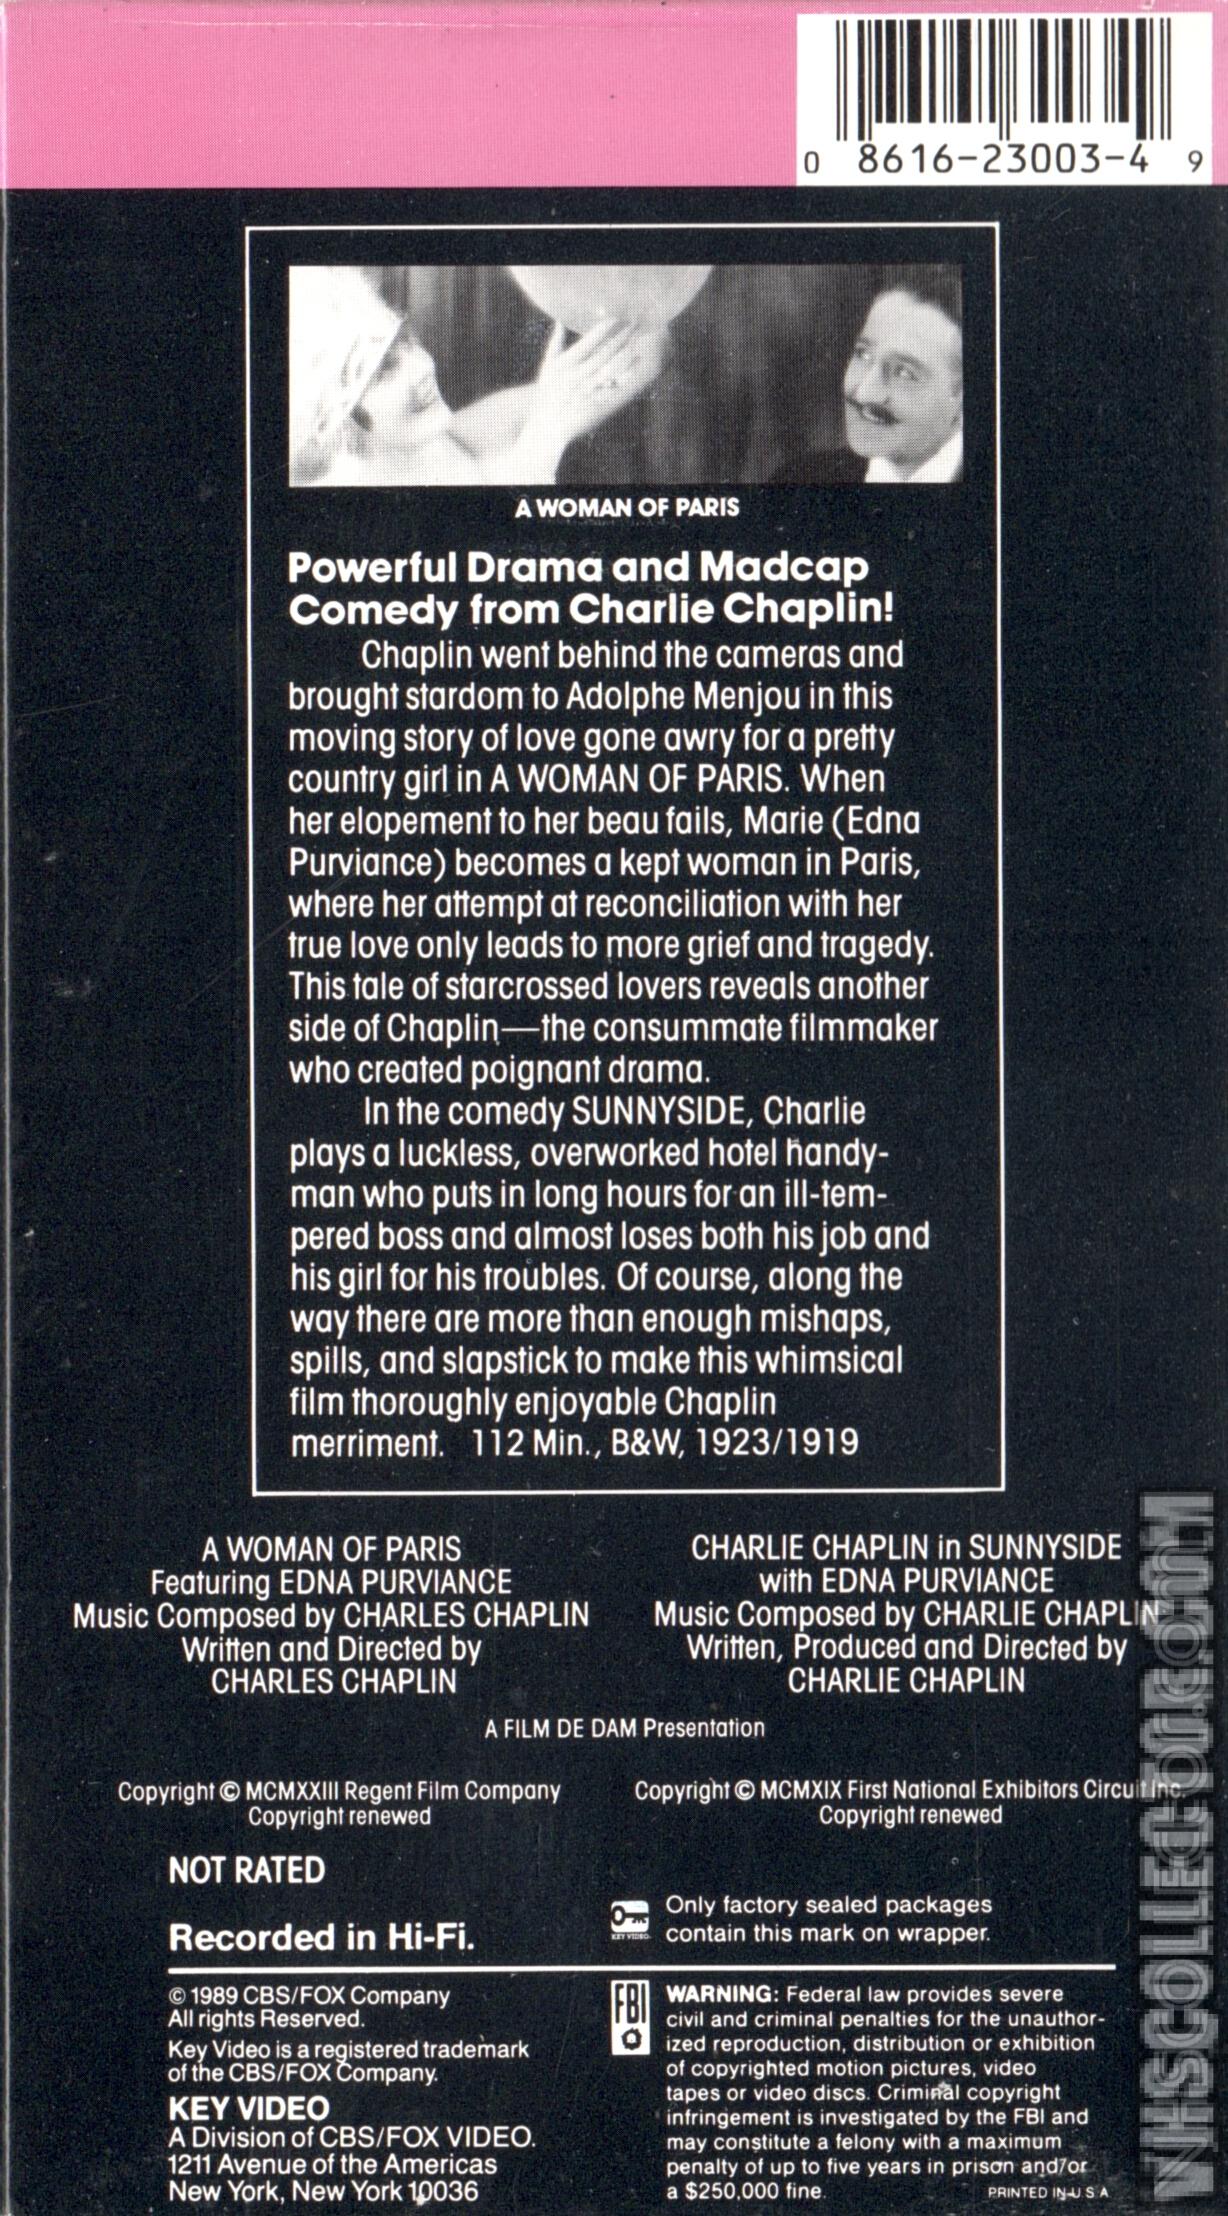 0 8616-23003-4 9
A WOMAN OF PARIS
Powerful Drama and Madcap
Comedy from Charlie Chaplin!
Chaplin went behind the cameras and
brought stardom to Adolphe Menjou in this
moving story of love gone awry for a pretty
country girl in A WOMAN OF PARIS. When
her elopement to her beau fails, Marie (Edna
Purviance) becomes a kept woman in Paris,
where her attempt at reconciliation with her
true love only leads to more grief and tragedy.
This tale of starcrossed lovers reveals another
side of Chaplin—the consummate filmmaker
who created poignant drama.
In the comedy SUNNYSIDE, Charlie
plays a luckless, overworked hotel handy-
man who puts in long hours for an ill-tem-
pered boss and almost loses both his job and
his girl for his troubles. Of course, along the
way there are more than enough mishaps,
spills, and slapstick to make this whimsical
film thoroughly enjoyable Chaplin
merriment. 112 Min., B&W, 1923/1919
A WOMAN OF PARIS
Featuring EDNA PURVIANCE
Music Composed by CHARLES CHAPLIN
Written and Directed by
CHARLES CHAPLIN
CHARLIE CHAPLIN in SUNNYSIDE
with EDNA PURVIANCE
Music Composed by CHARLIE CHAPLIN
Written, Produced and Directed by
CHARLIE CHAPLIN
A FILM DE DAM Presentation
Copyright © MCMXXIII Regent Film Company
Copyright renewed
Copyright © MCMXIX First National Exhibitors Circuit Inc.
Copyright renewed
NOT RATED
Recorded in Hi-Fi.
KEY VIDEO
Only factory sealed packages
contain this mark on wrapper.
© 1989 CBS/FOX Company
All rights Reserved.
Key Video is a registered trademark
of the CBS/FOX Company.
KEY VIDEO
A Division of CBS/FOX VIDEO.
1211 Avenue of the Americas
New York, New York 10036
FBI
WARNING: Federal law provides severe
civil and criminal penalties for the unauthor-
ized reproduction, distribution or exhibition
of copyrighted motion pictures, video
tapes or video discs. Criminal copyright
infringement is investigated by the FBI and
may constitute a felony with a maximum
penalty of up to five years in prison and/or
a $250,000 fine.
PRINTED IN U S A
VHSCOLLECTOR.COM